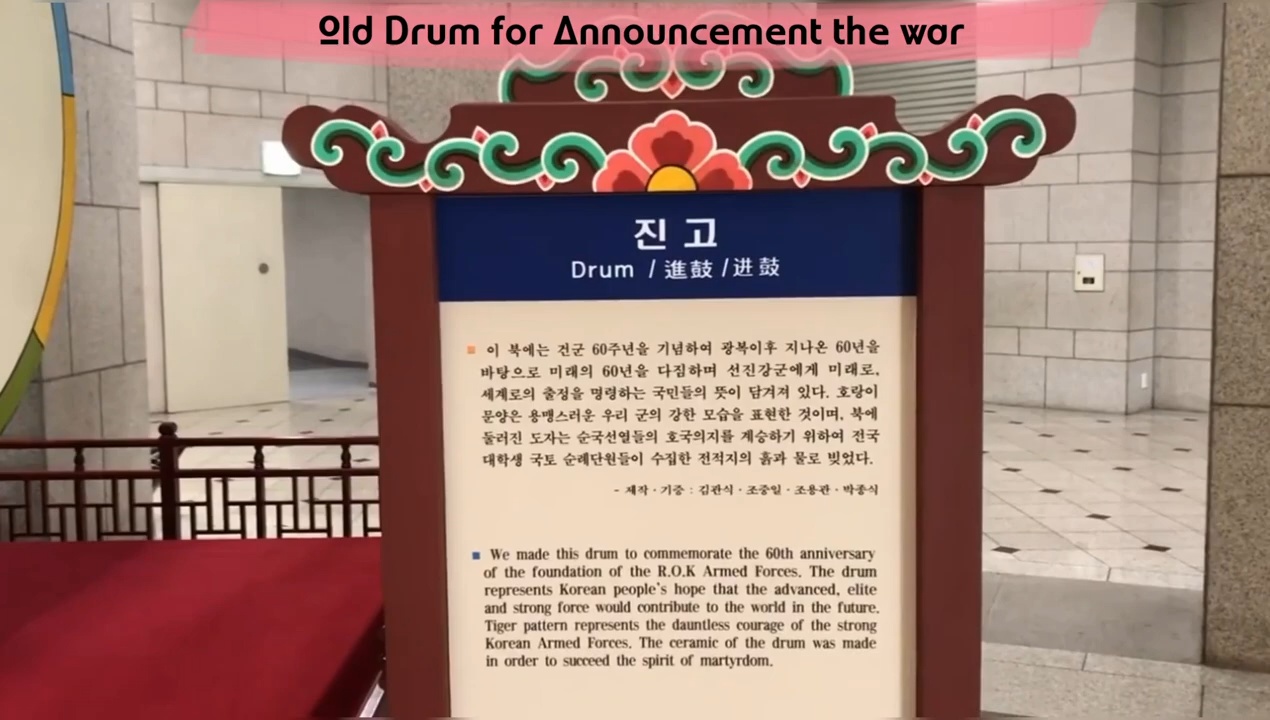 Old Drum for Announcement the war
진 고
Drum / 進鼓 / 进鼓
이 북에는 건군 60주년을 기념하여 광복이후 지나온 60년을
바탕으로 미래의 60년을 다짐하며 선진강군에게 미래로,
세계로의 출정을 명령하는 국민들의 뜻이 담겨져 있다. 호랑이
문양은 용맹스러운 우리 군의 강한 모습을 표현한 것이며, 북에
둘러진 도자는 순국선열들의 호국의지를 계승하기 위하여 전국
대학생 국토 순례단원들이 수집한 전적지의 흙과 물로 빚었다.
- 제작 · 기증 : 김관식 · 조중일 · 조용관 · 박종식
We made this drum to commemorate the 60th anniversary
of the foundation of the R.O.K Armed Forces. The drum
represents Korean people's hope that the advanced, elite
and strong force would contribute to the world in the future.
Tiger pattern represents the dauntless courage of the strong
Korean Armed Forces. The ceramic of the drum was made
in order to succeed the spirit of martyrdom.